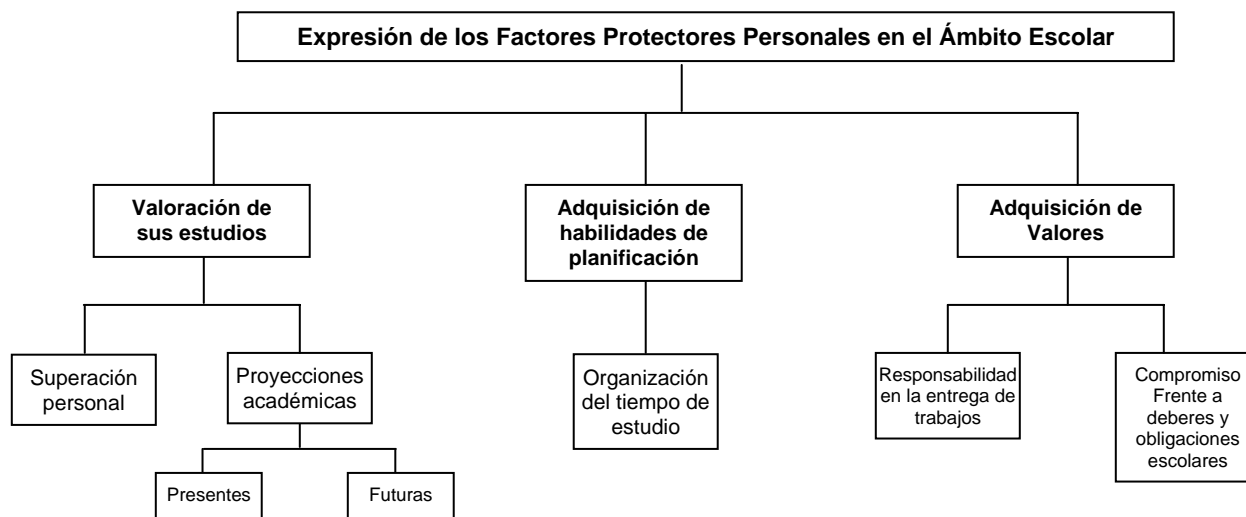 Expresión de los Factores Protectores Personales en el Ámbito Escolar
Valoración de
sus estudios
Adquisición de
habilidades de
planificación
Adquisición de
Valores
Superación
personal
Proyecciones
académicas
Organización
del tiempo de
estudio
Responsabilidad
en la entrega de
trabajos
Compromiso
Frente a
deberes y
obligaciones
escolares
Presentes
Futuras